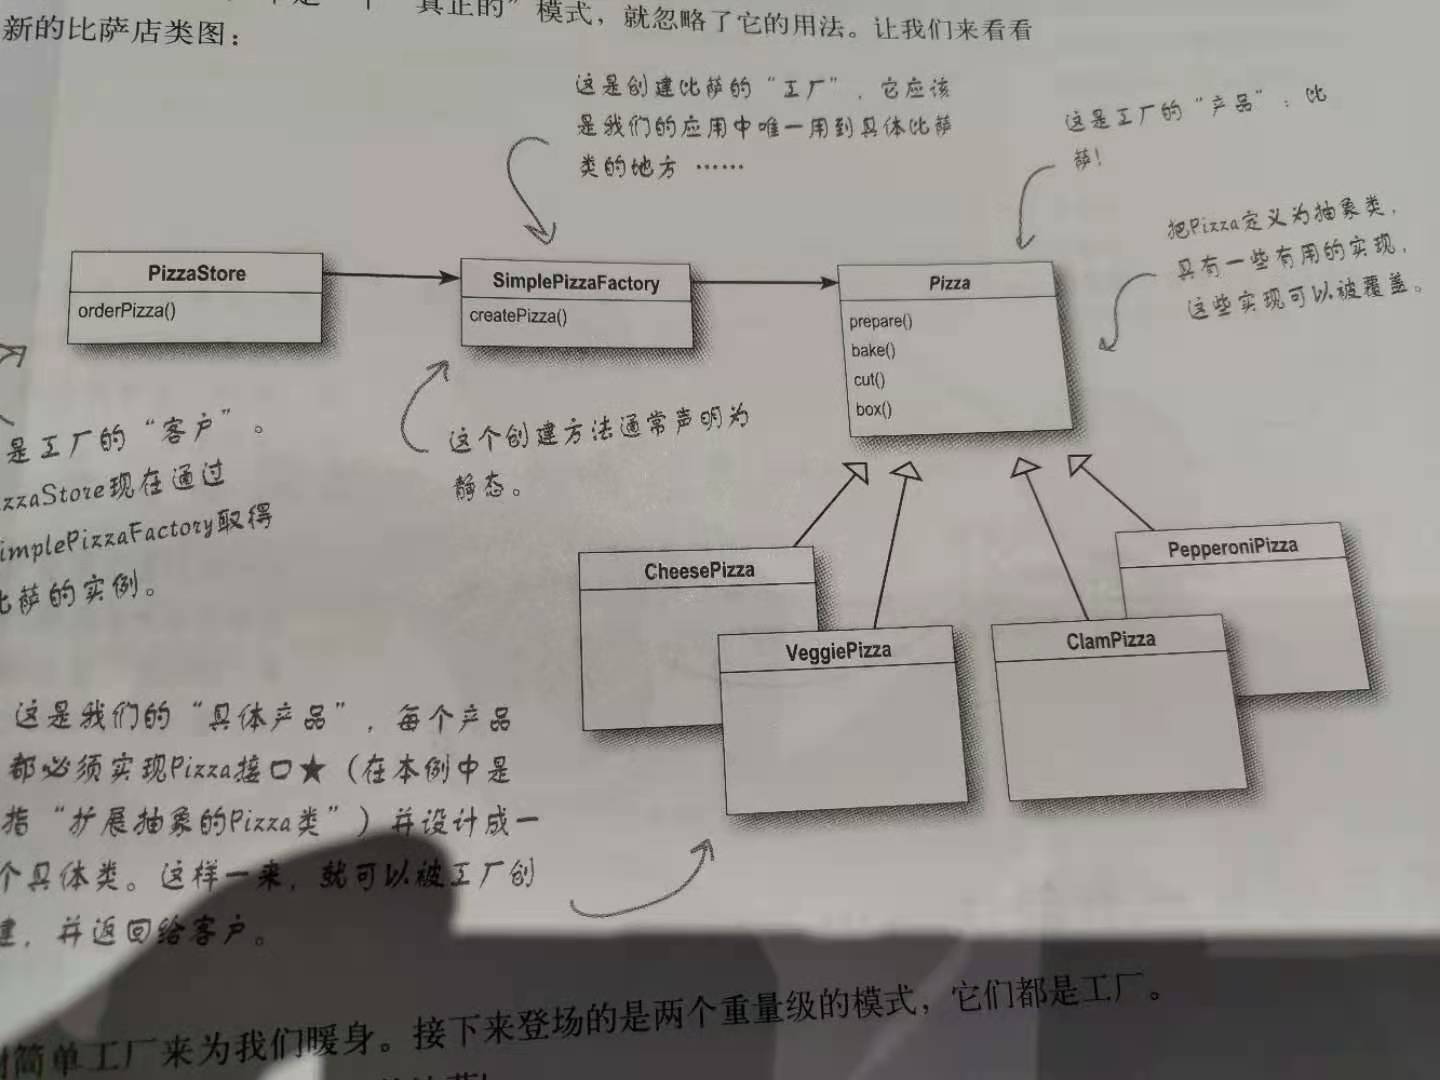 “真正的”模式，就忽略了它的用法。让我们来看看
新的比萨店类图：
这是创建比萨的“工厂”，它应该
是我们的应用中唯一用到具体比萨
类的地方 ……
这是工厂的“产品”：比
萨！
把Pizza定义为抽象类，
具有一些有用的实现，
这些实现可以被覆盖。
PizzaStore
orderPizza()
SimplePizzaFactory
createPizza()
Pizza
prepare()
bake()
cut()
box()
是工厂的“客户”。
zzaStore现在通过
implePizzaFactory取得
比萨的实例。
这个创建方法通常声明为
静态。
CheesePizza
VeggiePizza
ClamPizza
PepperoniPizza
这是我们的“具体产品”，每个产品
都必须实现Pizza接口★（在本例中是
指“扩展抽象的Pizza类”）并设计成一
个具体类。这样一来，就可以被工厂创
建，并返回给客户。
简单工厂来为我们暖身。接下来登场的是两个重量级的模式，它们都是工厂。